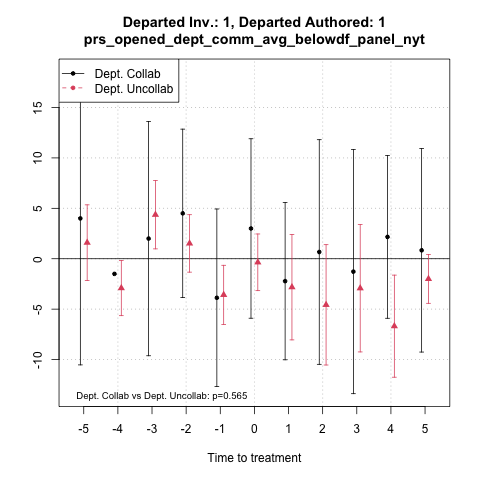 Departed Inv.: 1, Departed Authored: 1
prs_opened_dept_comm_avg_belowdf_panel_nyt
Dept. Collab
Dept. Uncollab
15
10
5
0
-5
-10
Dept. Collab vs Dept. Uncollab: p=0.565
-5 -4 -3 -2 -1 0 1 2 3 4 5
Time to treatment